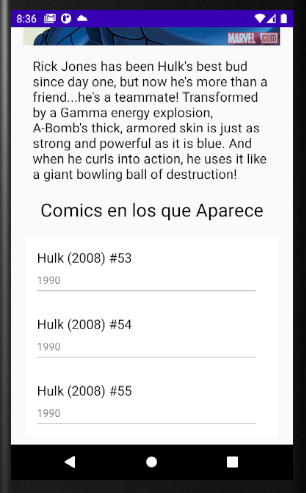 8:36
MARVEL .COM
Rick Jones has been Hulk's best bud
since day one, but now he's more than a
friend...he's a teammate! Transformed
by a Gamma energy explosion,
A-Bomb's thick, armored skin is just as
strong and powerful as it is blue. And
when he curls into action, he uses it like
a giant bowling ball of destruction!
Comics en los que Aparece
Hulk (2008) #53
1990
Hulk (2008) #54
1990
Hulk (2008) #55
1990